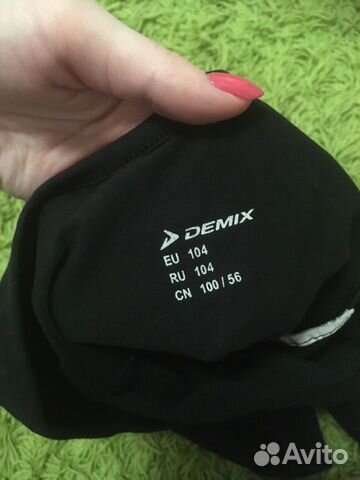 DEMIX
EU 104
RU 104
CN 100 / 56
Avito